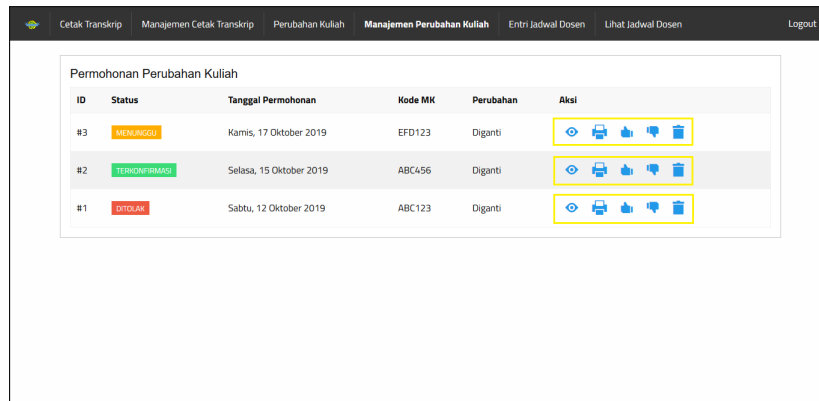 Cetak Transkrip Manajemen Cetak Transkrip Perubahan Kuliah Manajemen Perubahan Kuliah Entri Jadwal Dosen Lihat Jadwal Dosen Logout
Permohonan Perubahan Kuliah
ID Status Tanggal Permohonan Kode MK Perubahan Aksi
#3 MENUNGGU Kamis, 17 Oktober 2019 EFD123 Diganti
#2 TERKONFIRMASI Selasa, 15 Oktober 2019 ABC456 Diganti
#1 DITOLAK Sabtu, 12 Oktober 2019 ABC123 Diganti